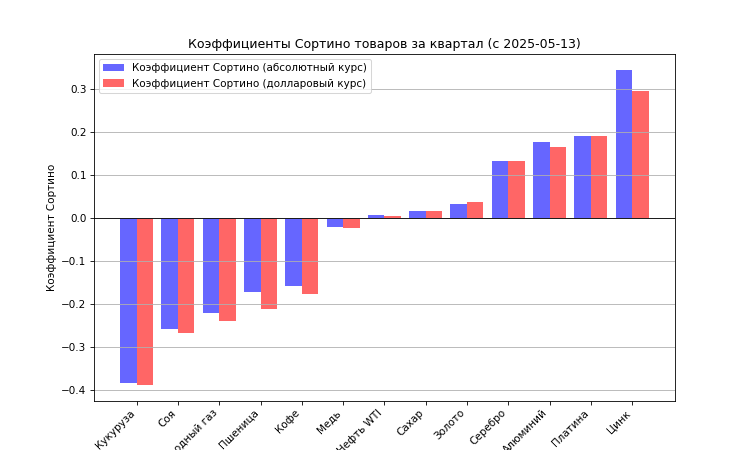 Коэффициенты Сортино товаров за квартал (с 2025-05-13)
Коэффициент Сортино (абсолютный курс)
Коэффициент Сортино (долларовый курс)
Коэффициент Сортино
0.3
0.2
0.1
0.0
−0.1
−0.2
−0.3
−0.4
Кукуруза
Соя
одный газ
Пшеница
Кофе
Медь
Нефть WTI
Сахар
Золото
Серебро
Алюминий
Платина
Цинк